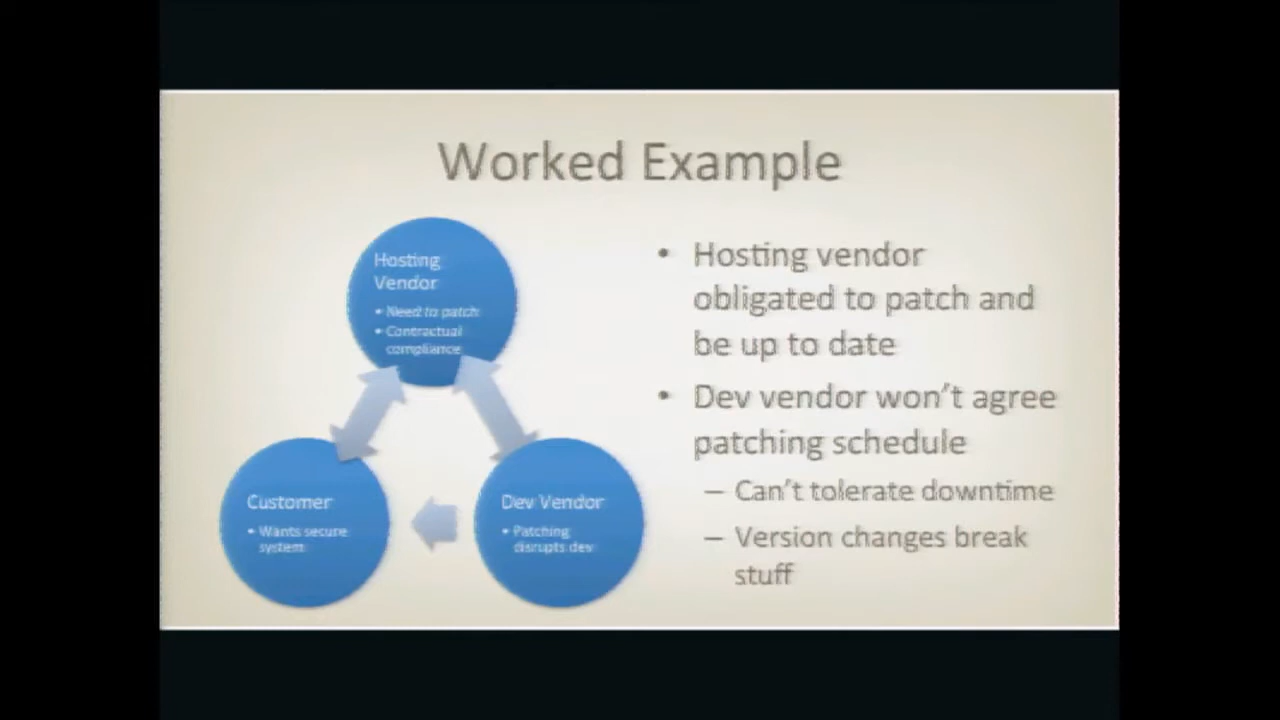 Worked Example
Hosting
Vendor
• Need to patch
• Contractual
compliance
Customer
• Wants secure
system
Dev Vendor
• Patching
disrupts dev
• Hosting vendor
obligated to patch and
be up to date
• Dev vendor won't agree
patching schedule
– Can't tolerate downtime
– Version changes break
stuff